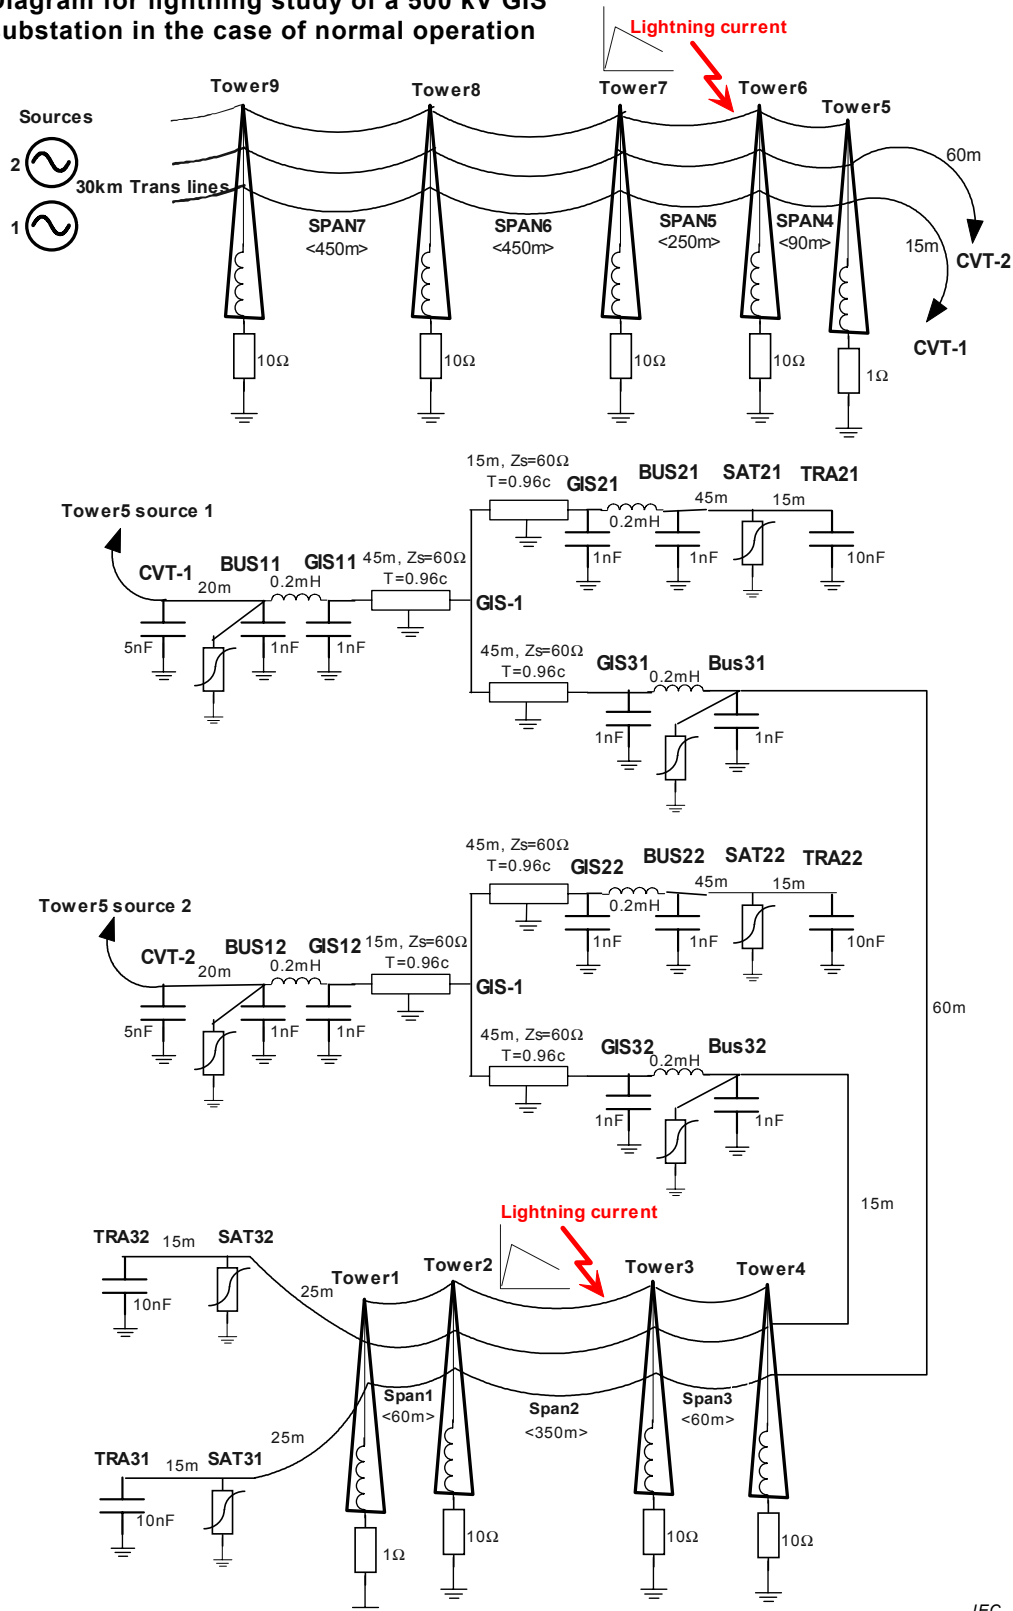 Diagram for lightning study of a 500 kV GIS
substation in the case of normal operation
Lightning current
Tower9
Tower8
Tower7
Tower6
Tower5
Sources
2
30km Trans lines
1
60m
SPAN7
<450m>
SPAN6
<450m>
SPAN5
<250m>
SPAN4
<90m>
15m
CVT-2
CVT-1
10Ω
10Ω
10Ω
10Ω
1Ω
15m, Zs=60Ω
T=0.96c
GIS21
BUS21
SAT21
TRA21
45m
15m
0.2mH
1nF
1nF
10nF
Tower5 source 1
CVT-1
BUS11
GIS11
45m, Zs=60Ω
T=0.96c
20m
0.2mH
GIS-1
5nF
1nF
1nF
45m, Zs=60Ω
T=0.96c
GIS31
Bus31
0.2mH
1nF
1nF
45m, Zs=60Ω
T=0.96c
GIS22
BUS22
SAT22
TRA22
45m
15m
0.2mH
1nF
1nF
10nF
Tower5 source 2
CVT-2
BUS12
GIS12
15m, Zs=60Ω
T=0.96c
20m
0.2mH
GIS-1
5nF
1nF
1nF
60m
45m, Zs=60Ω
T=0.96c
GIS32
Bus32
0.2mH
1nF
1nF
15m
Lightning current
TRA32
15m
SAT32
Tower1
Tower2
Tower3
Tower4
10nF
25m
Span1
<60m>
Span2
<350m>
Span3
<60m>
25m
TRA31
15m
SAT31
10nF
1Ω
10Ω
10Ω
10Ω
IEC